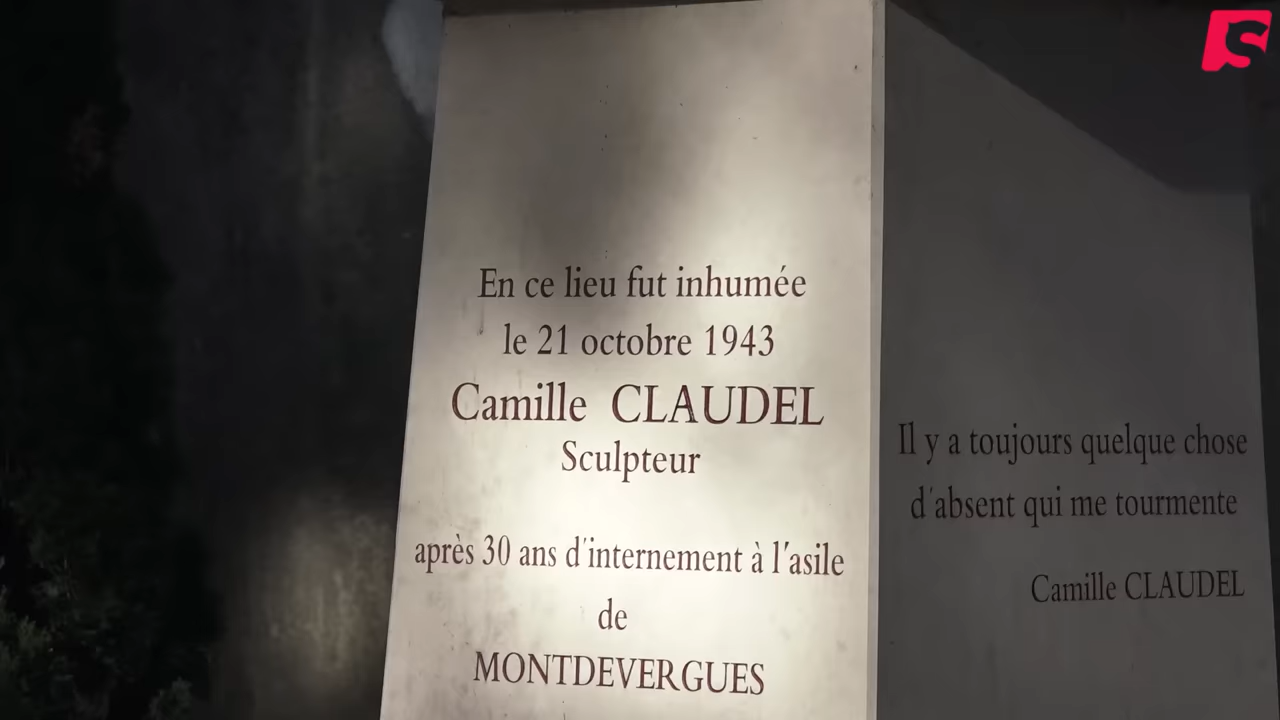 En ce lieu fut inhumée
le 21 octobre 1943
Camille CLAUDEL
Sculpteur
après 30 ans d'internement à l'asile
de
MONTDEVERGUES
Il y a toujours quelque chose
d'absent qui me tourmente
Camille CLAUDEL